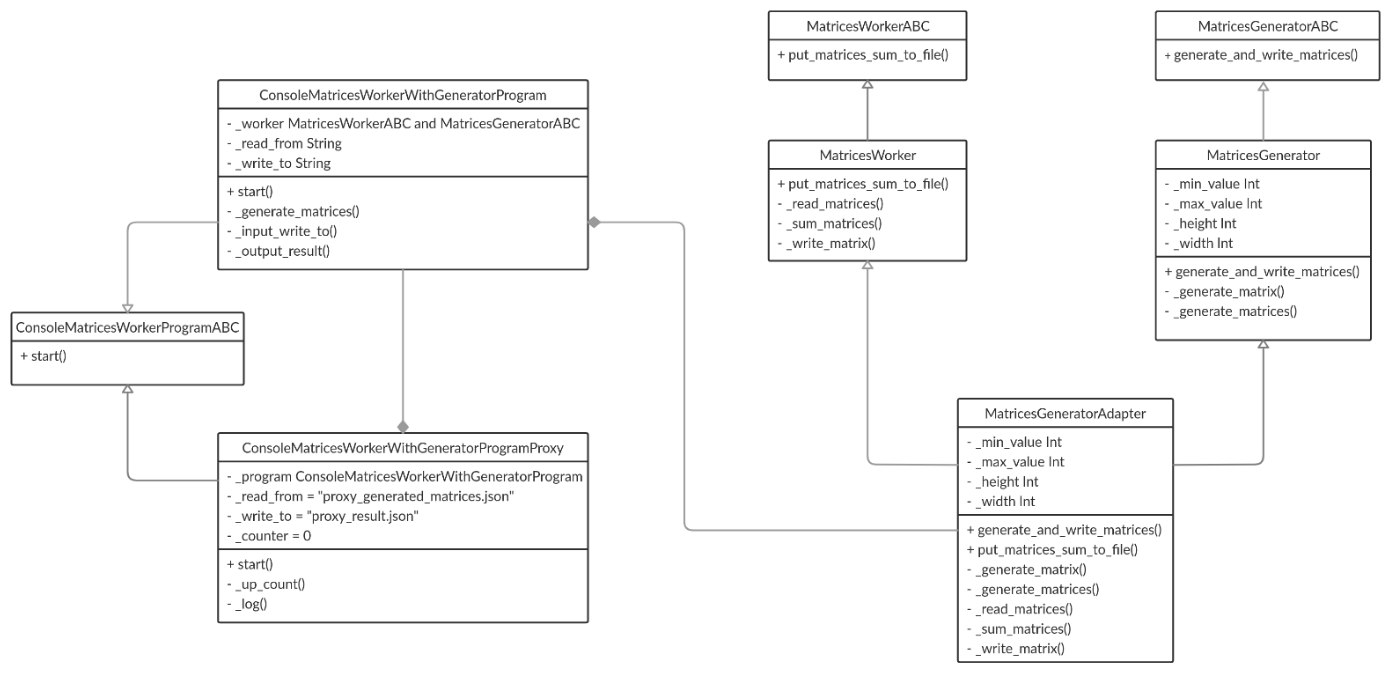 MatricesWorkerABC
+ put_matrices_sum_to_file()
MatricesGeneratorABC
+ generate_and_write_matrices()
ConsoleMatricesWorkerWithGeneratorProgram
- _worker MatricesWorkerABC and MatricesGeneratorABC
- _read_from String
- _write_to String
+ start()
- _generate_matrices()
- _input_write_to()
- _output_result()
MatricesWorker
+ put_matrices_sum_to_file()
- _read_matrices()
- _sum_matrices()
- _write_matrix()
MatricesGenerator
- _min_value Int
- _max_value Int
- _height Int
- _width Int
+ generate_and_write_matrices()
- _generate_matrix()
- _generate_matrices()
ConsoleMatricesWorkerProgramABC
+ start()
ConsoleMatricesWorkerWithGeneratorProgramProxy
- _program ConsoleMatricesWorkerWithGeneratorProgram
- _read_from = "proxy_generated_matrices.json"
- _write_to = "proxy_result.json"
- _counter = 0
+ start()
- _up_count()
- _log()
MatricesGeneratorAdapter
- _min_value Int
- _max_value Int
- _height Int
- _width Int
+ generate_and_write_matrices()
+ put_matrices_sum_to_file()
- _generate_matrix()
- _generate_matrices()
- _read_matrices()
- _sum_matrices()
- _write_matrix()